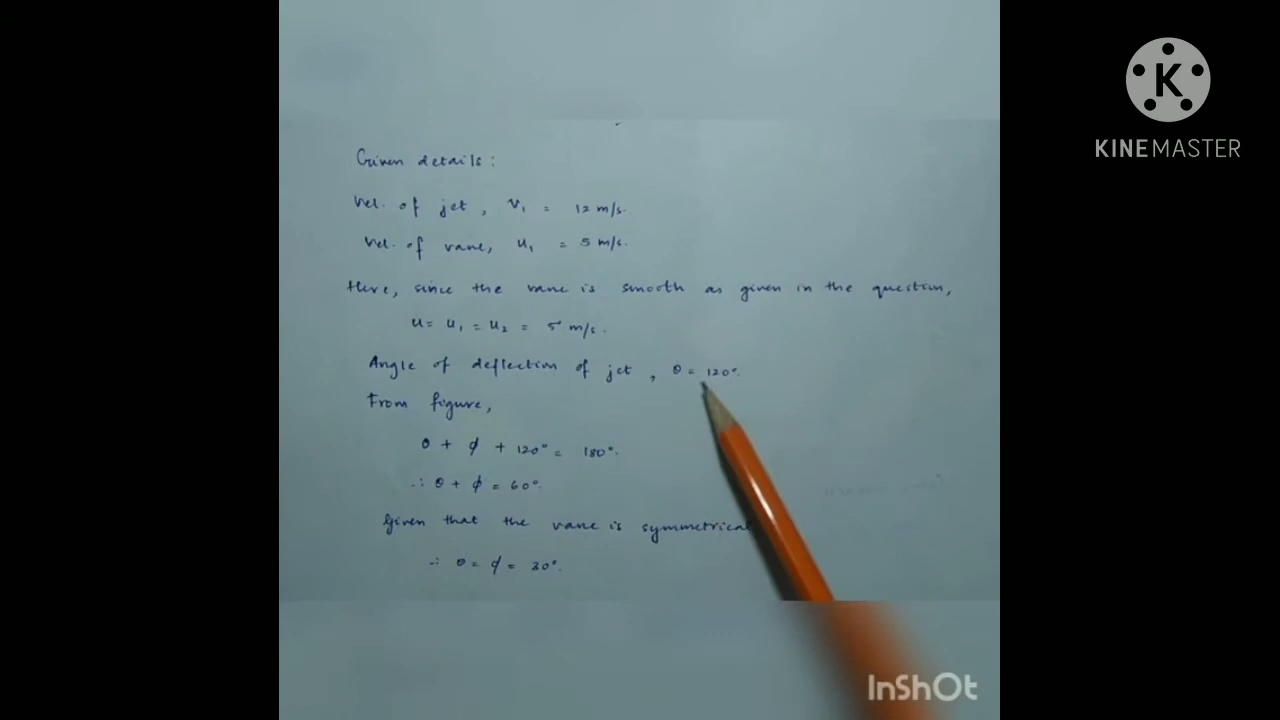 Given details:
Vel. of jet, V₁ = 12 m/s.
Vel. of vane, u₁ = 5 m/s.
Here, since the vane is smooth as given in the question,
u = u₁ = u₂ = 5 m/s.
Angle of deflection of jet, θ = 120°.
From figure,
θ + ϕ + 120° = 180°.
∴ θ + ϕ = 60°.
Given that the vane is symmetrical
∴ θ = ϕ = 30°.
K
KINEMASTER
InShOt